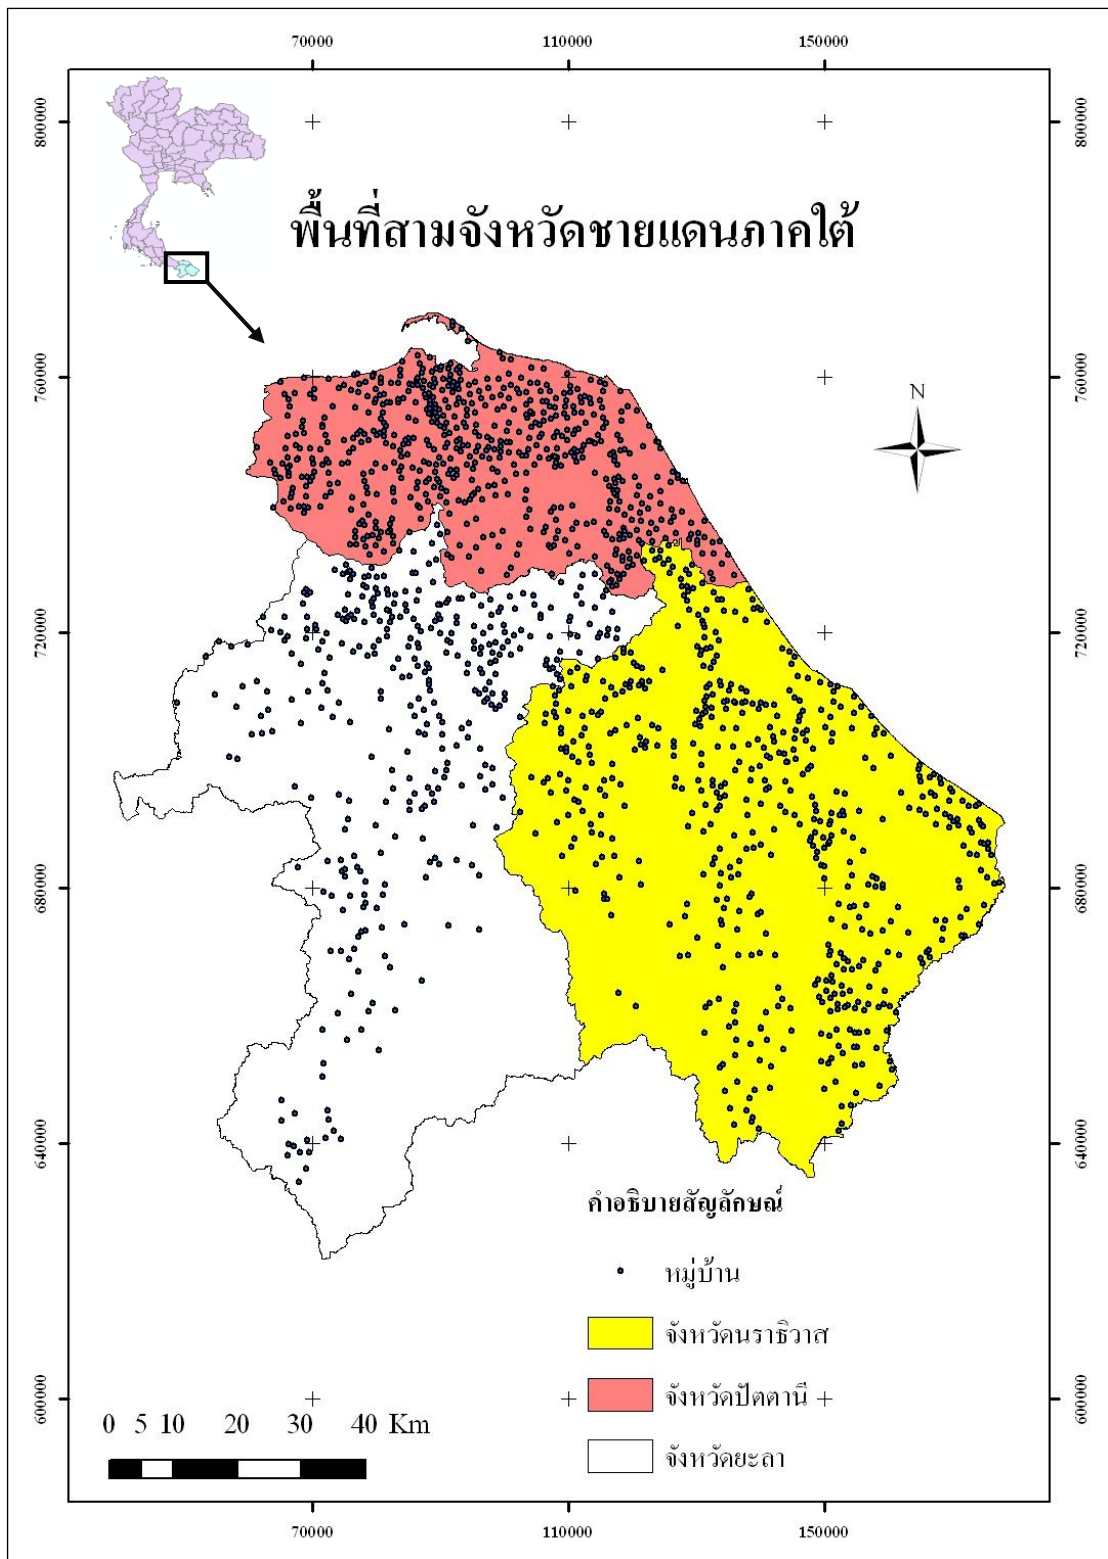 70000 110000 150000
800000 800000
พื้นที่สามจังหวัดชายแดนภาคใต้
760000 760000
N
720000 720000
680000 680000
640000 640000
คำอธิบายสัญลักษณ์
หมู่บ้าน
จังหวัดนราธิวาส
จังหวัดปัตตานี
600000 600000
0 5 10 20 30 40 Km
จังหวัดยะลา
70000 110000 150000